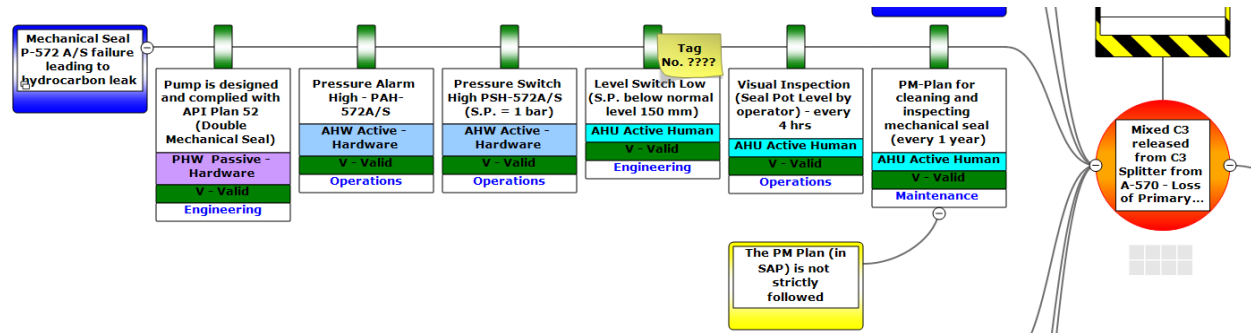 Mechanical Seal
P-572 A/S failure
leading to
hydrocarbon leak
Pump is designed
and complied with
API Plan 52
(Double
Mechanical Seal)
PHW Passive -
Hardware
V - Valid
Engineering
Pressure Alarm
High - PAH-
572A/S
AHW Active -
Hardware
V - Valid
Operations
Pressure Switch
High PSH-572A/S
(S.P. = 1 bar)
AHW Active -
Hardware
V - Valid
Operations
Tag
No. ????
Level Switch Low
(S.P. below normal
level 150 mm)
AHU Active Human
V - Valid
Engineering
Visual Inspection
(Seal Pot Level by
operator) - every
4 hrs
AHU Active Human
V - Valid
Operations
PM-Plan for
cleaning and
inspecting
mechanical seal
(every 1 year)
AHU Active Human
V - Valid
Maintenance
The PM Plan (in
SAP) is not
strictly
followed
Mixed C3
released
from C3
Splitter from
A-570 - Loss
of Primary...